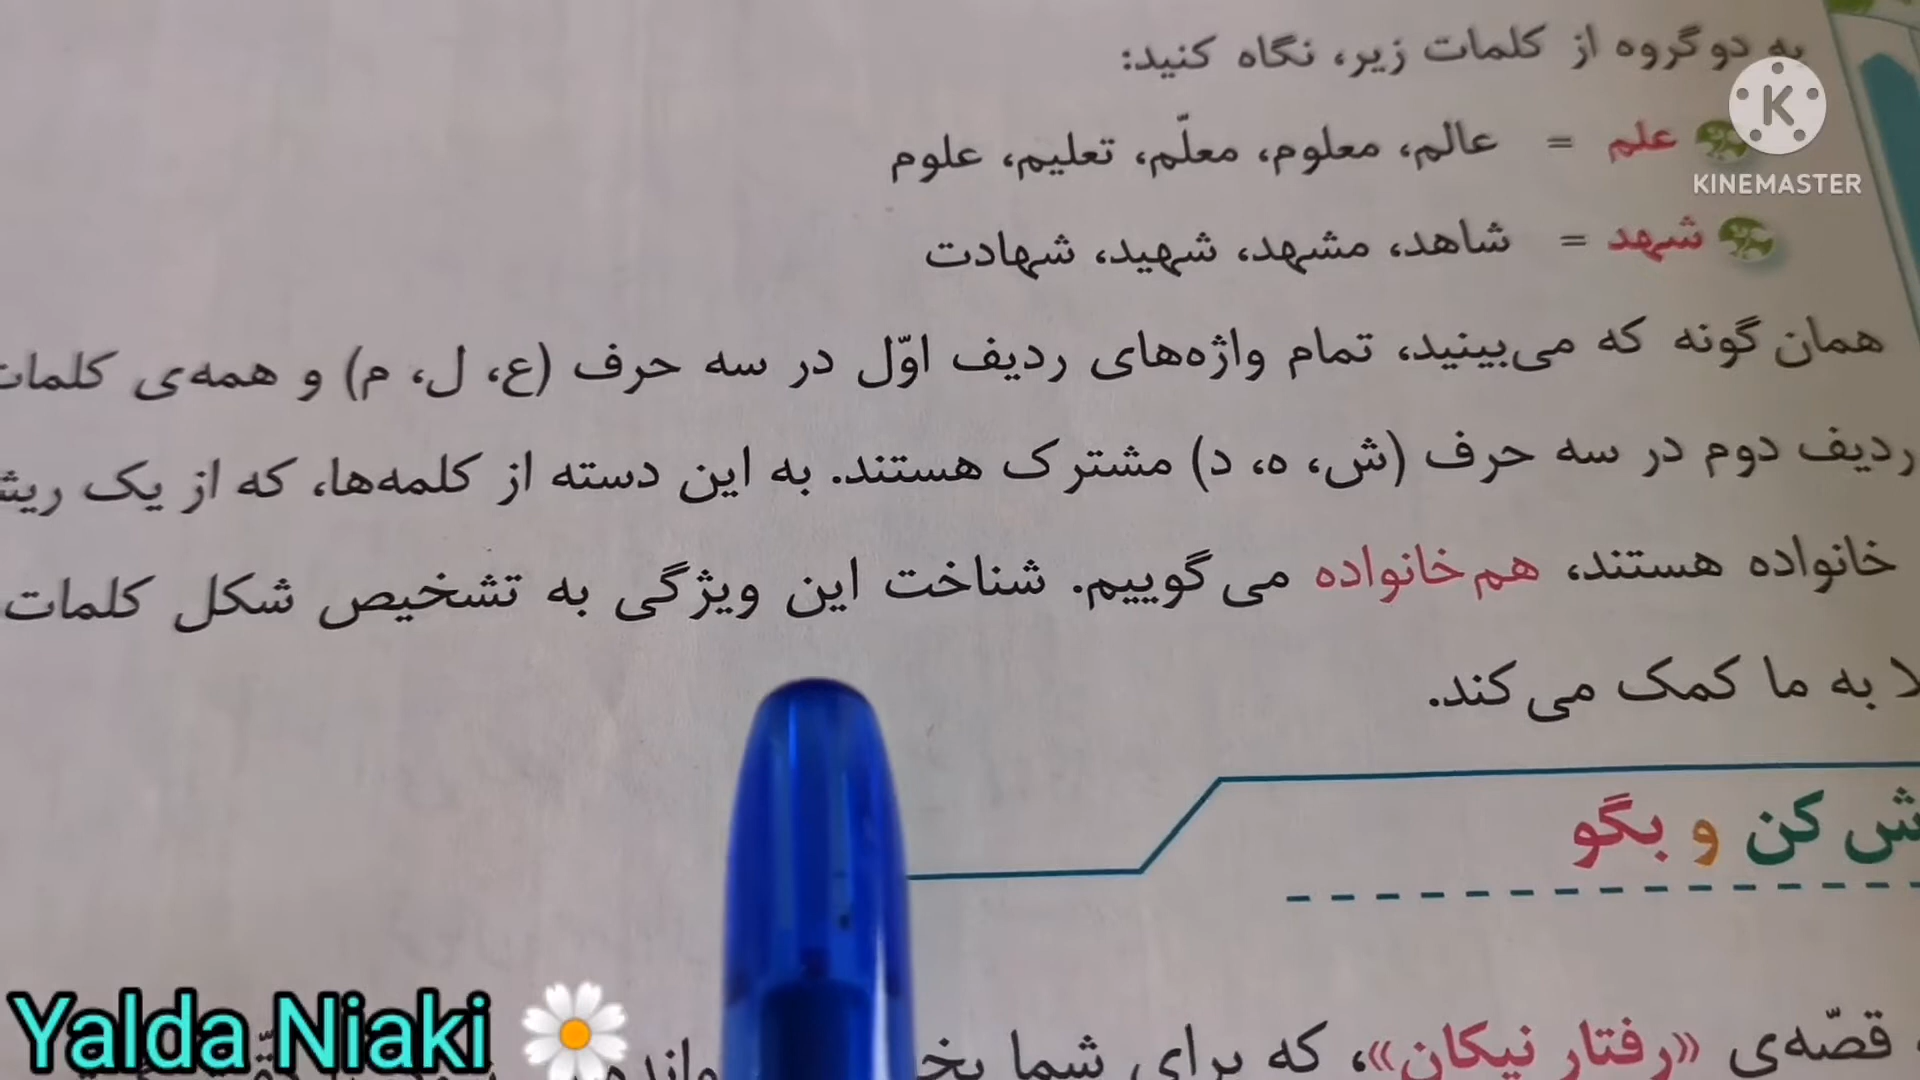 به دو گروه از کلمات زیر، نگاه کنید:
علم = عالم، معلوم، معلّم، تعلیم، علوم
KINEMASTER
شهد = شاهد، مشهد، شهید، شهادت
همان گونه که می‌بینید، تمام واژه‌های ردیف اوّل در سه حرف (ع، ل، م) و همه‌ی کلمات
ردیف دوم در سه حرف (ش، ه، د) مشترک هستند. به این دسته از کلمه‌ها، که از یک
خانواده هستند، هم خانواده می‌گوییم. شناخت این ویژگی به تشخیص شکل کلمات
به ما کمک می‌کند.
کن و بگو
قصّه‌ی «رفتار نیکان»، که برای شما
Yalda Niaki